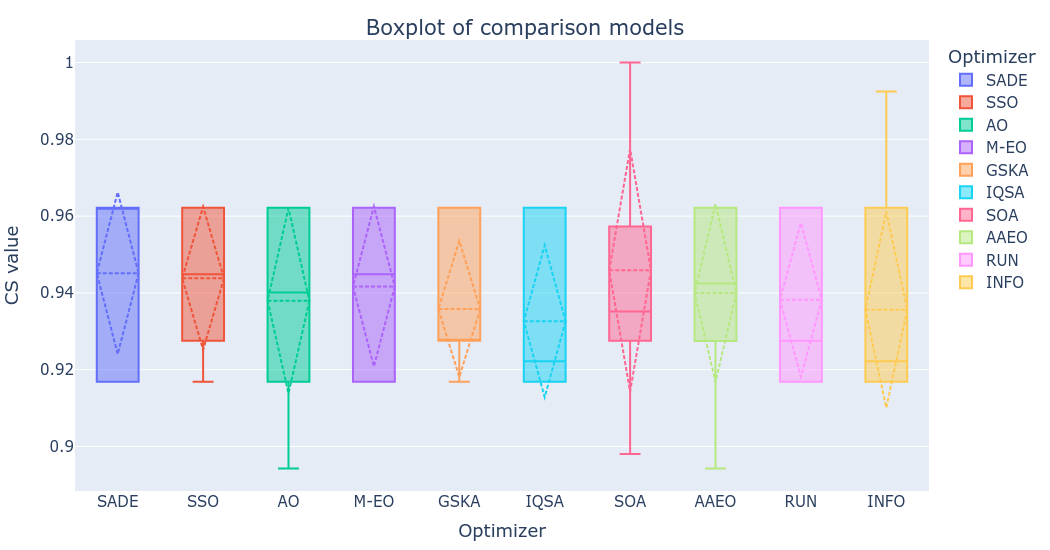 Boxplot of comparison models
CS value
1
0.98
0.96
0.94
0.92
0.9
SADE
SSO
AO
M-EO
GSKA
IQSA
SOA
AAEO
RUN
INFO
Optimizer
Optimizer
SADE
SSO
AO
M-EO
GSKA
IQSA
SOA
AAEO
RUN
INFO